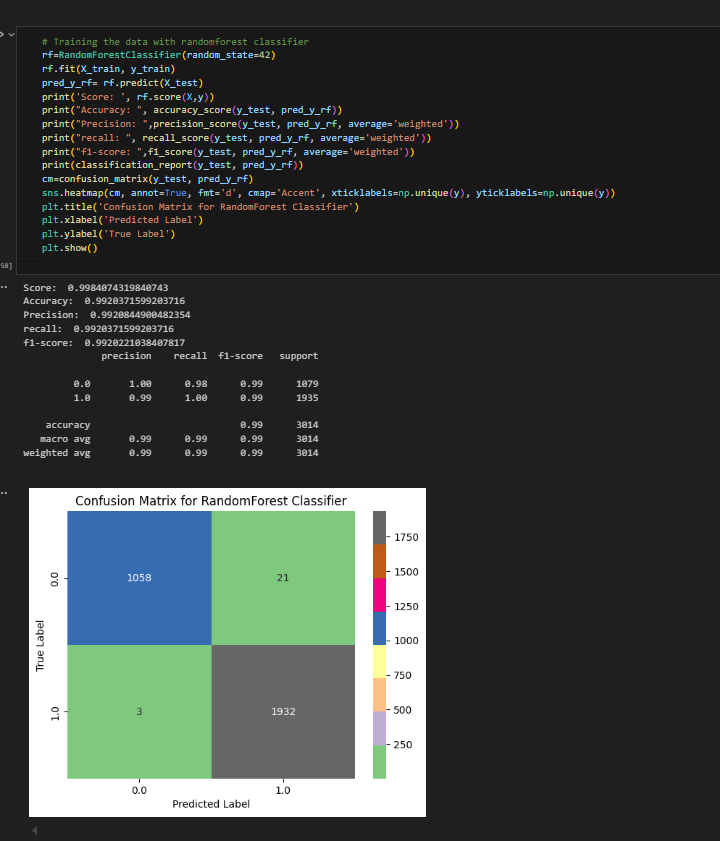 # Training the data with randomforest classifier
rf=RandomForestClassifier(random_state=42)
rf.fit(X_train, y_train)
pred_y_rf= rf.predict(X_test)
print('Score: ', rf.score(X,y))
print("Accuracy: ", accuracy_score(y_test, pred_y_rf))
print("Precision: ",precision_score(y_test, pred_y_rf, average='weighted'))
print("recall: ", recall_score(y_test, pred_y_rf, average='weighted'))
print("f1-score: ",f1_score(y_test, pred_y_rf, average='weighted'))
print(classification_report(y_test, pred_y_rf))
cm=confusion_matrix(y_test, pred_y_rf)
sns.heatmap(cm, annot=True, fmt='d', cmap='Accent', xticklabels=np.unique(y), yticklabels=np.unique(y))
plt.title('Confusion Matrix for RandomForest Classifier')
plt.xlabel('Predicted Label')
plt.ylabel('True Label')
plt.show()
58]
Score:  0.9984074319840743
Accuracy:  0.9920371599203716
Precision:  0.9920844900482354
recall:  0.9920371599203716
f1-score:  0.9920221038407817
precision recall f1-score support
0.0 1.00 0.98 0.99 1079
1.0 0.99 1.00 0.99 1935
accuracy 0.99 3014
macro avg 0.99 0.99 0.99 3014
weighted avg 0.99 0.99 0.99 3014
Confusion Matrix for RandomForest Classifier
True Label
0.0
1.0
1058 21
3 1932
0.0 1.0
Predicted Label
1750
1500
1250
1000
750
500
250